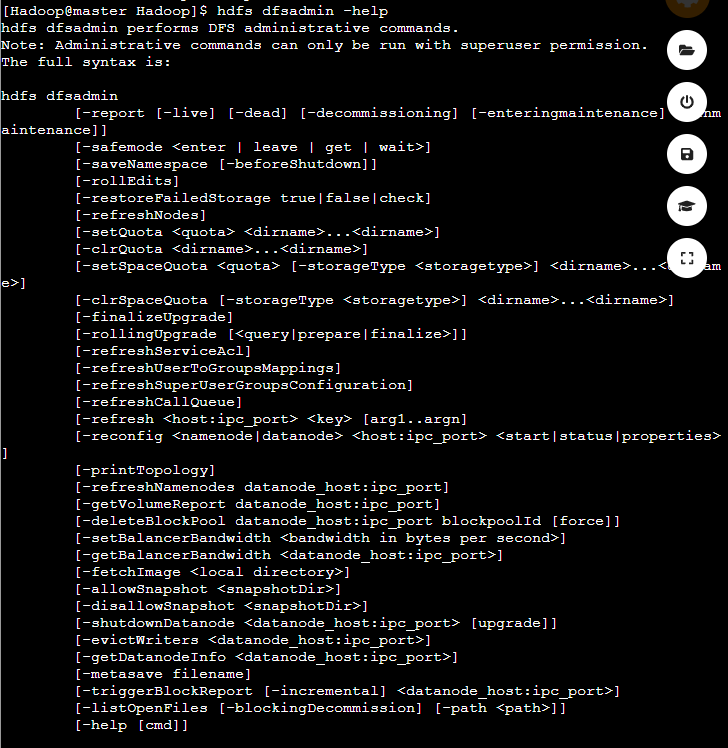 [Hadoop@master Hadoop]$ hdfs dfsadmin -help
hdfs dfsadmin performs DFS administrative commands.
Note: Administrative commands can only be run with superuser permission.
The full syntax is:
hdfs dfsadmin
[-report [-live] [-dead] [-decommissioning] [-enteringmaintenance]
aintenance]]
[-safemode <enter | leave | get | wait>]
[-saveNamespace [-beforeShutdown]]
[-rollEdits]
[-restoreFailedStorage true|false|check]
[-refreshNodes]
[-setQuota <quota> <dirname>...<dirname>]
[-clrQuota <dirname>...<dirname>]
[-setSpaceQuota <quota> [-storageType <storagetype>] <dirname>...<
e>]
[-clrSpaceQuota [-storageType <storagetype>] <dirname>...<dirname>]
[-finalizeUpgrade]
[-rollingUpgrade [<query|prepare|finalize>]]
[-refreshServiceAcl]
[-refreshUserToGroupsMappings]
[-refreshSuperUserGroupsConfiguration]
[-refreshCallQueue]
[-refresh <host:ipc_port> <key> [arg1..argn]
[-reconfig <namenode|datanode> <host:ipc_port> <start|status|properties>
]
[-printTopology]
[-refreshNamenodes datanode_host:ipc_port]
[-getVolumeReport datanode_host:ipc_port]
[-deleteBlockPool datanode_host:ipc_port blockpoolId [force]]
[-setBalancerBandwidth <bandwidth in bytes per second>]
[-getBalancerBandwidth <datanode_host:ipc_port>]
[-fetchImage <local directory>]
[-allowSnapshot <snapshotDir>]
[-disallowSnapshot <snapshotDir>]
[-shutdownDatanode <datanode_host:ipc_port> [upgrade]]
[-evictWriters <datanode_host:ipc_port>]
[-getDatanodeInfo <datanode_host:ipc_port>]
[-metasave filename]
[-triggerBlockReport [-incremental] <datanode_host:ipc_port>]
[-listOpenFiles [-blockingDecommission] [-path <path>]]
[-help [cmd]]